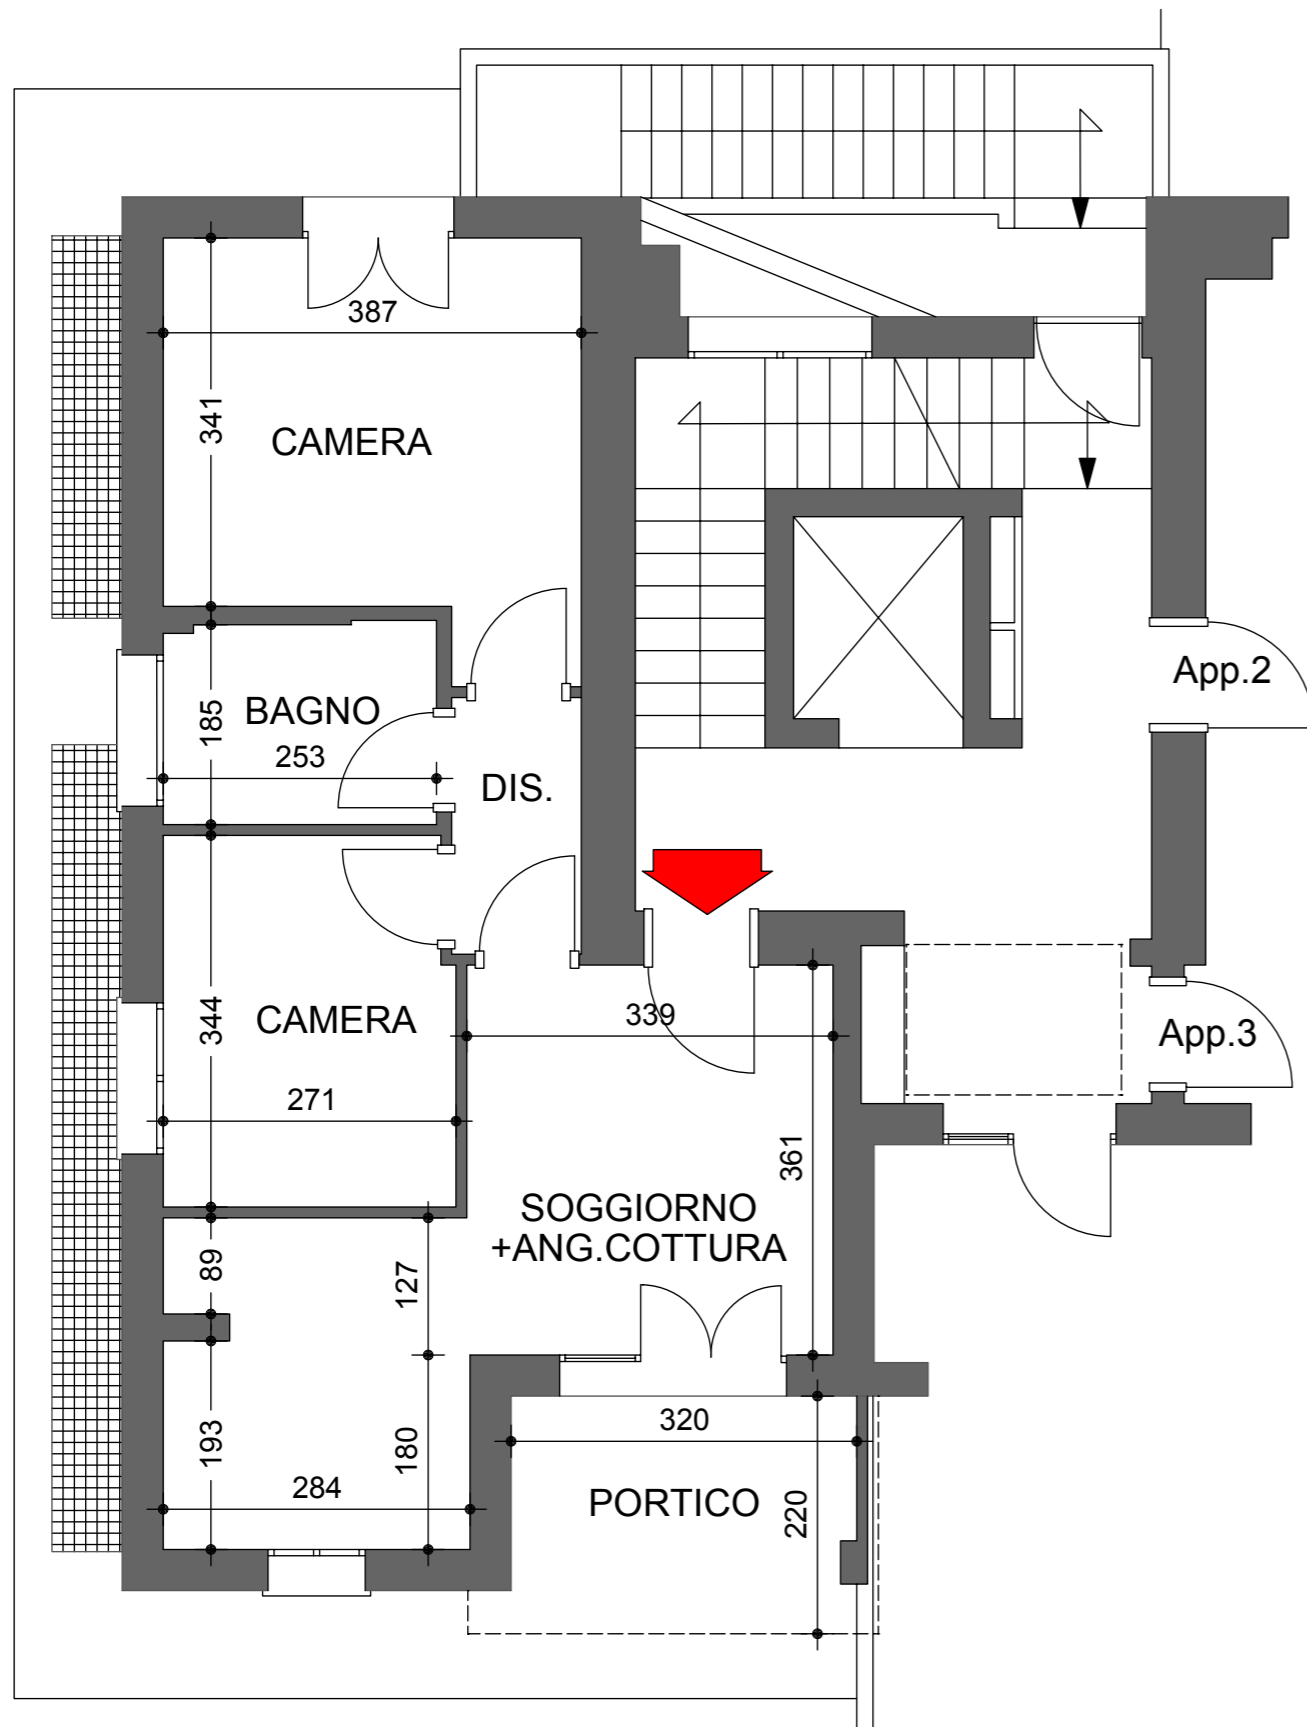 387
341
CAMERA
App.2
BAGNO
185
253
DIS.
344
CAMERA
339
App.3
271
361
SOGGIORNO
+ANG.COTTURA
89
127
320
193
180
284
PORTICO
220